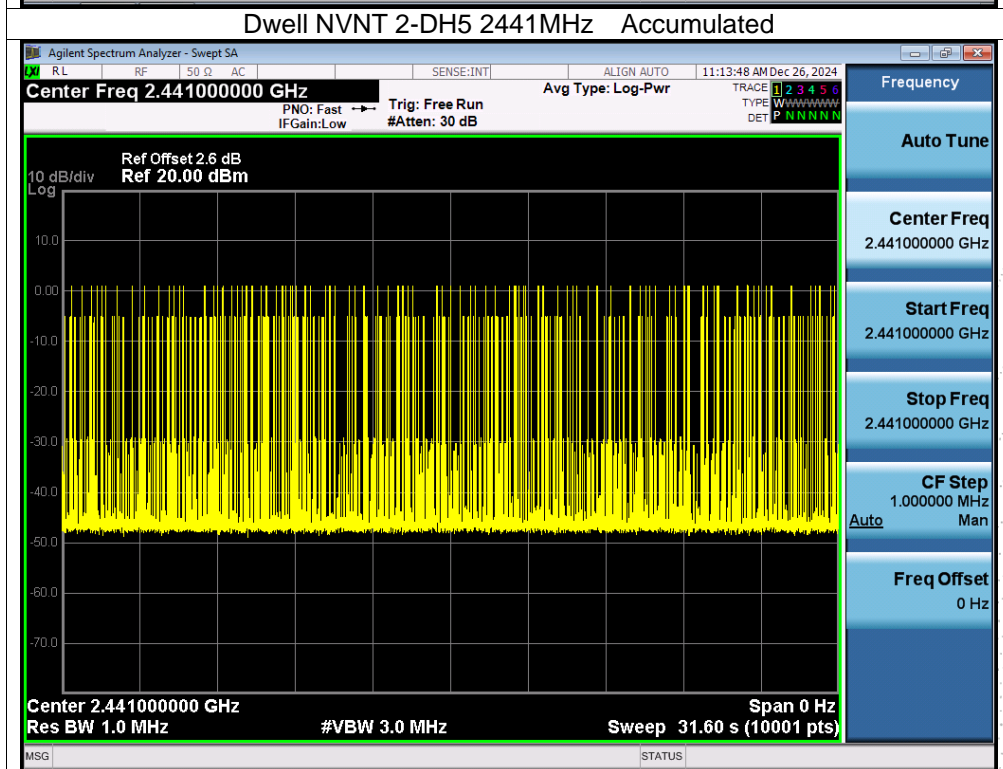 Dwell NVNT 2-DH5 2441MHz Accumulated
Agilent Spectrum Analyzer - Swept SA
LXI RL RF 50 Ω AC SENSE:INT ALIGN AUTO 11:13:48 AM Dec 26, 2024
Center Freq 2.441000000 GHz
PNO: Fast
IFGain:Low
Trig: Free Run
#Atten: 30 dB
Avg Type: Log-Pwr
TRACE 1 2 3 4 5 6
TYPE WWWWWWW
DET P N N N N N
Ref Offset 2.6 dB
10 dB/div Ref 20.00 dBm
Log
10.0
0.00
-10.0
-20.0
-30.0
-40.0
-50.0
-60.0
-70.0
Center 2.441000000 GHz Span 0 Hz
Res BW 1.0 MHz #VBW 3.0 MHz Sweep 31.60 s (10001 pts)
MSG STATUS
Frequency
Auto Tune
Center Freq
2.441000000 GHz
Start Freq
2.441000000 GHz
Stop Freq
2.441000000 GHz
CF Step
1.000000 MHz
Auto Man
Freq Offset
0 Hz